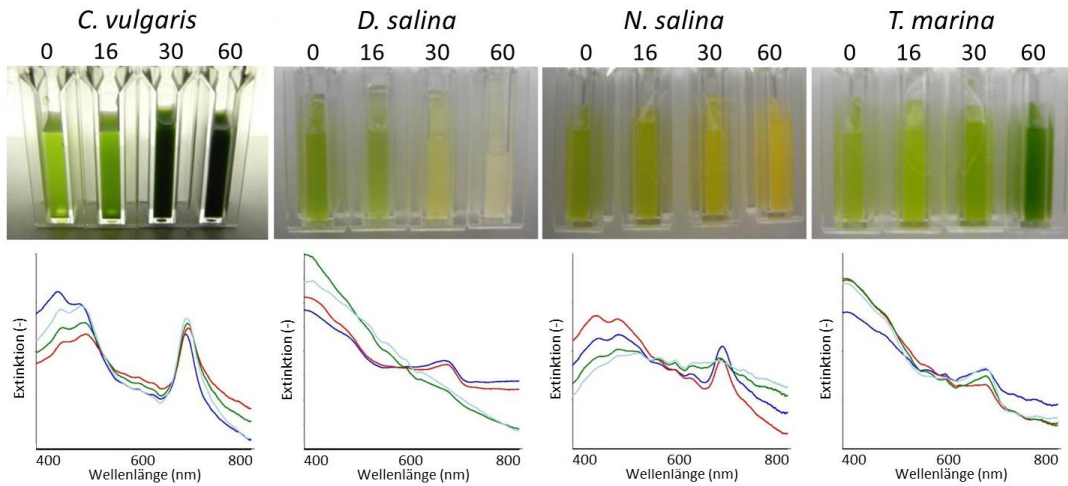 C. vulgaris D. salina N. salina T. marina
0 16 30 60 0 16 30 60 0 16 30 60 0 16 30 60
Extinktion (-) Extinktion (-) Extinktion (-) Extinktion (-)
400 600 800 400 600 800 400 600 800 400 600 800
Wellenlänge (nm) Wellenlänge (nm) Wellenlänge (nm) Wellenlänge (nm)